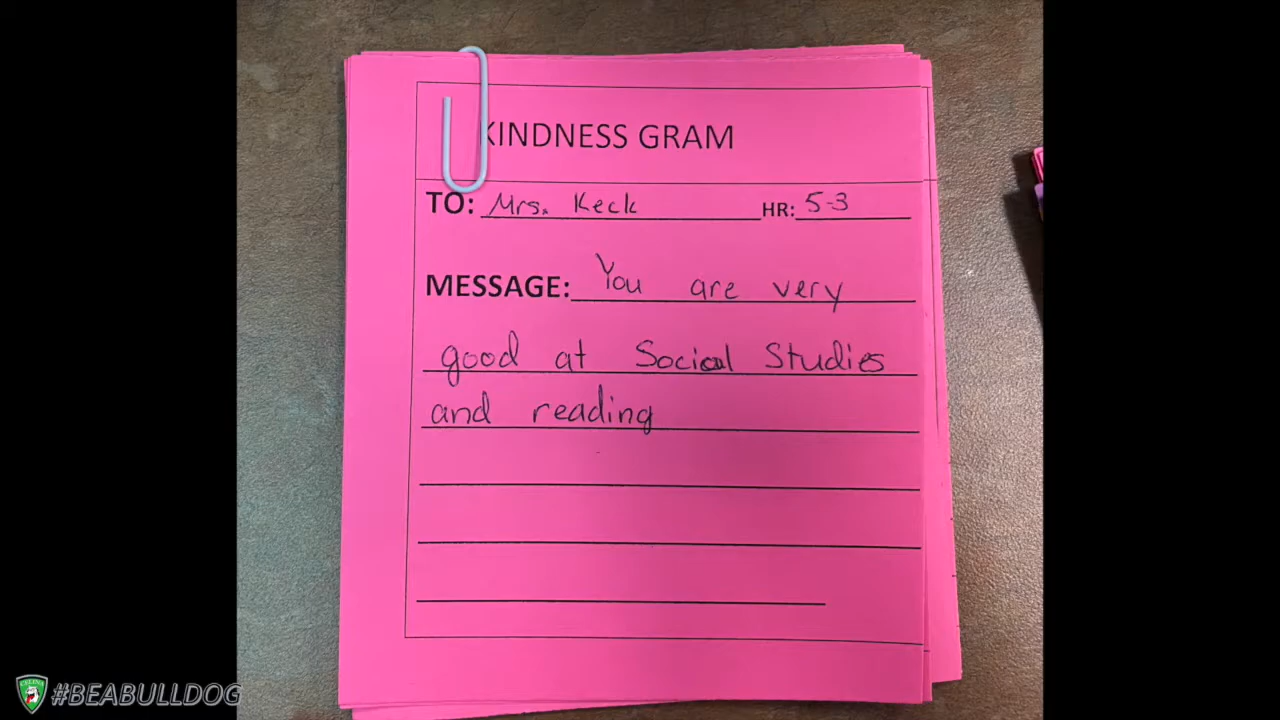 KINDNESS GRAM
TO: Mrs. Keck HR: 5-3
MESSAGE: You are very
good at Social Studies
and reading
CELINA #BEABULLDOG